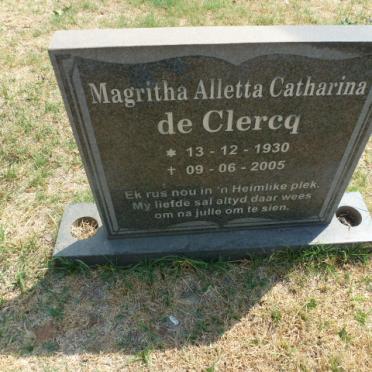 Magritha Alletta Catharina
de Clercq
* 13 - 12 - 1930
† 09 - 06 - 2005
Ek rus nou in 'n Heimlike plek.
My liefde sal altyd daar wees
om na julle om te sien.